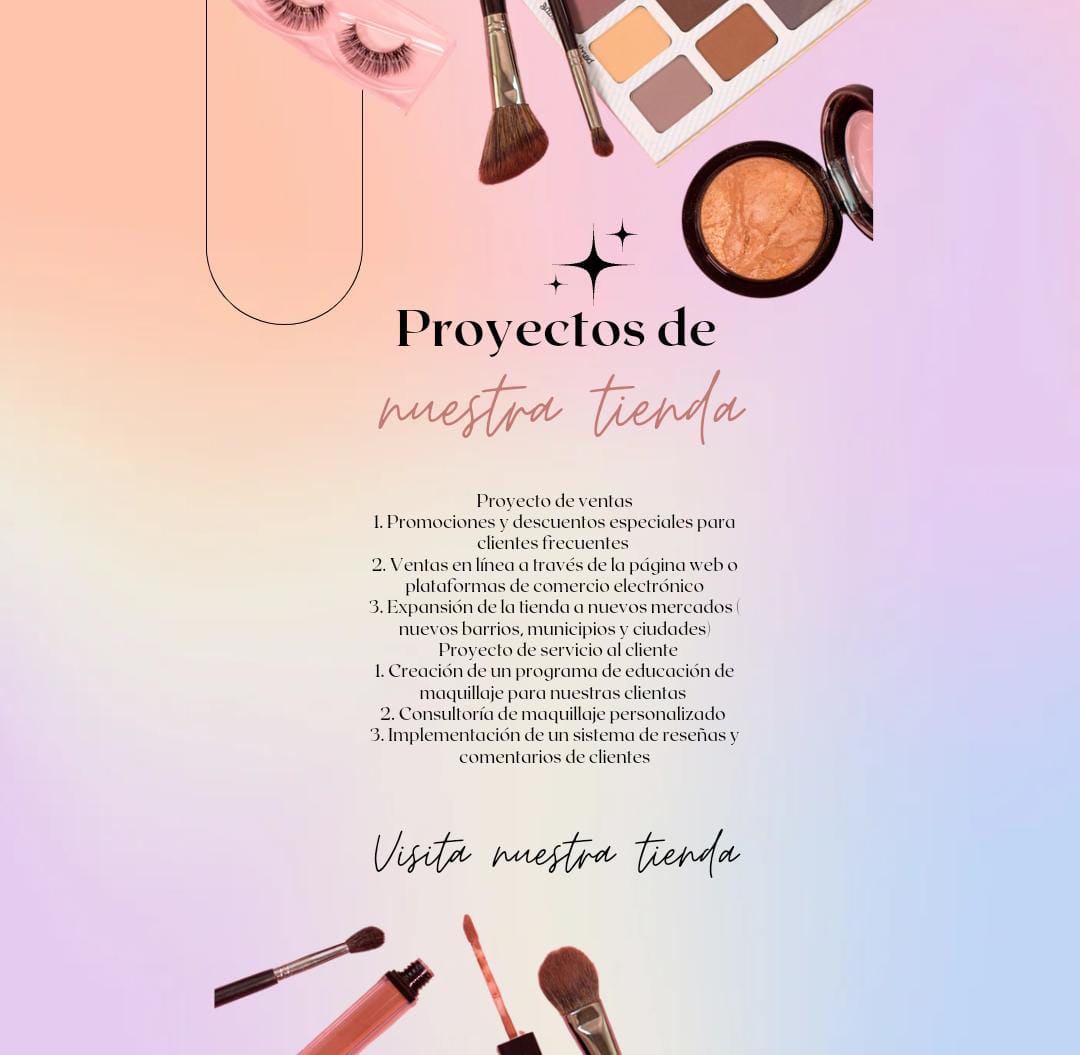 Proyectos de
nuestra tienda
Proyecto de ventas
1. Promociones y descuentos especiales para
clientes frecuentes
2. Ventas en línea a través de la página web o
plataformas de comercio electrónico
3. Expansión de la tienda a nuevos mercados (
nuevos barrios, municipios y ciudades)
Proyecto de servicio al cliente
1. Creación de un programa de educación de
maquillaje para nuestras clientas
2. Consultoría de maquillaje personalizado
3. Implementación de un sistema de reseñas y
comentarios de clientes
Visita nuestra tienda